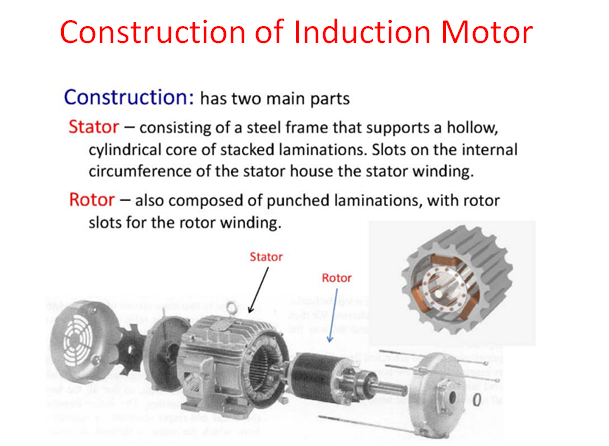 Construction of Induction Motor
Construction: has two main parts
Stator – consisting of a steel frame that supports a hollow,
cylindrical core of stacked laminations. Slots on the internal
circumference of the stator house the stator winding.
Rotor – also composed of punched laminations, with rotor
slots for the rotor winding.
Stator
Rotor